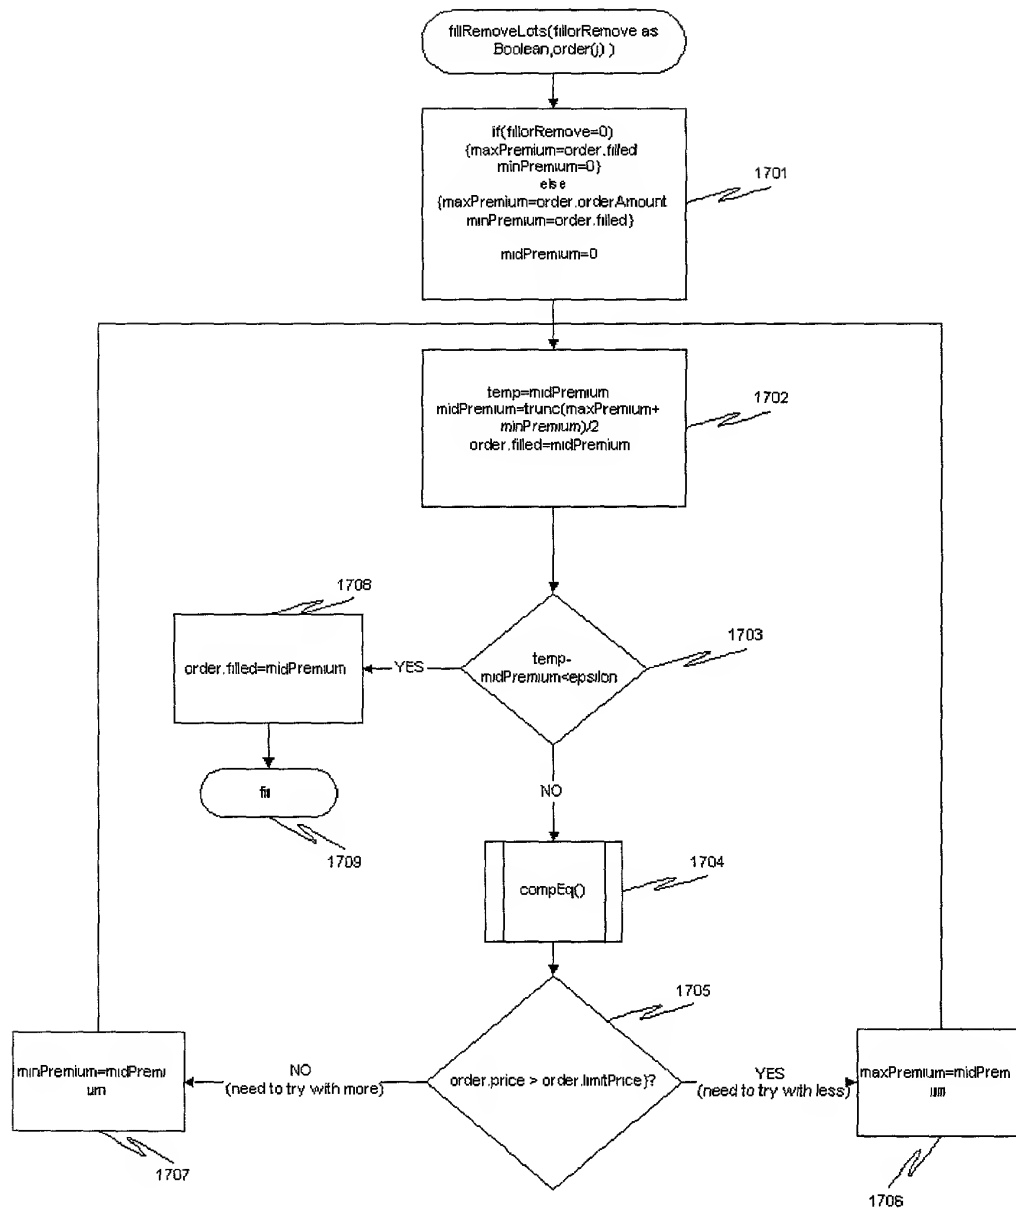 fillRemoveLots(fillorRemove as
Boolean,order(j) )
if(fillorRemove=0)
{maxPremium=order.filled
minPremium=0}
else
{maxPremium=order.orderAmount
minPremium=order.filled}
midPremium=0
1701
temp=midPremium
midPremium=trunc(maxPremium+
minPremium)/2
order.filled=midPremium
1702
1708
order.filled=midPremium
YES
temp-
midPremium<epsilon
1703
fin
1709
NO
compEq()
1704
1705
order.price > order.limitPrice)?
NO
(need to try with more)
YES
(need to try with less)
minPremium=midPremi
um
1707
maxPremium=midPrem
ium
1706